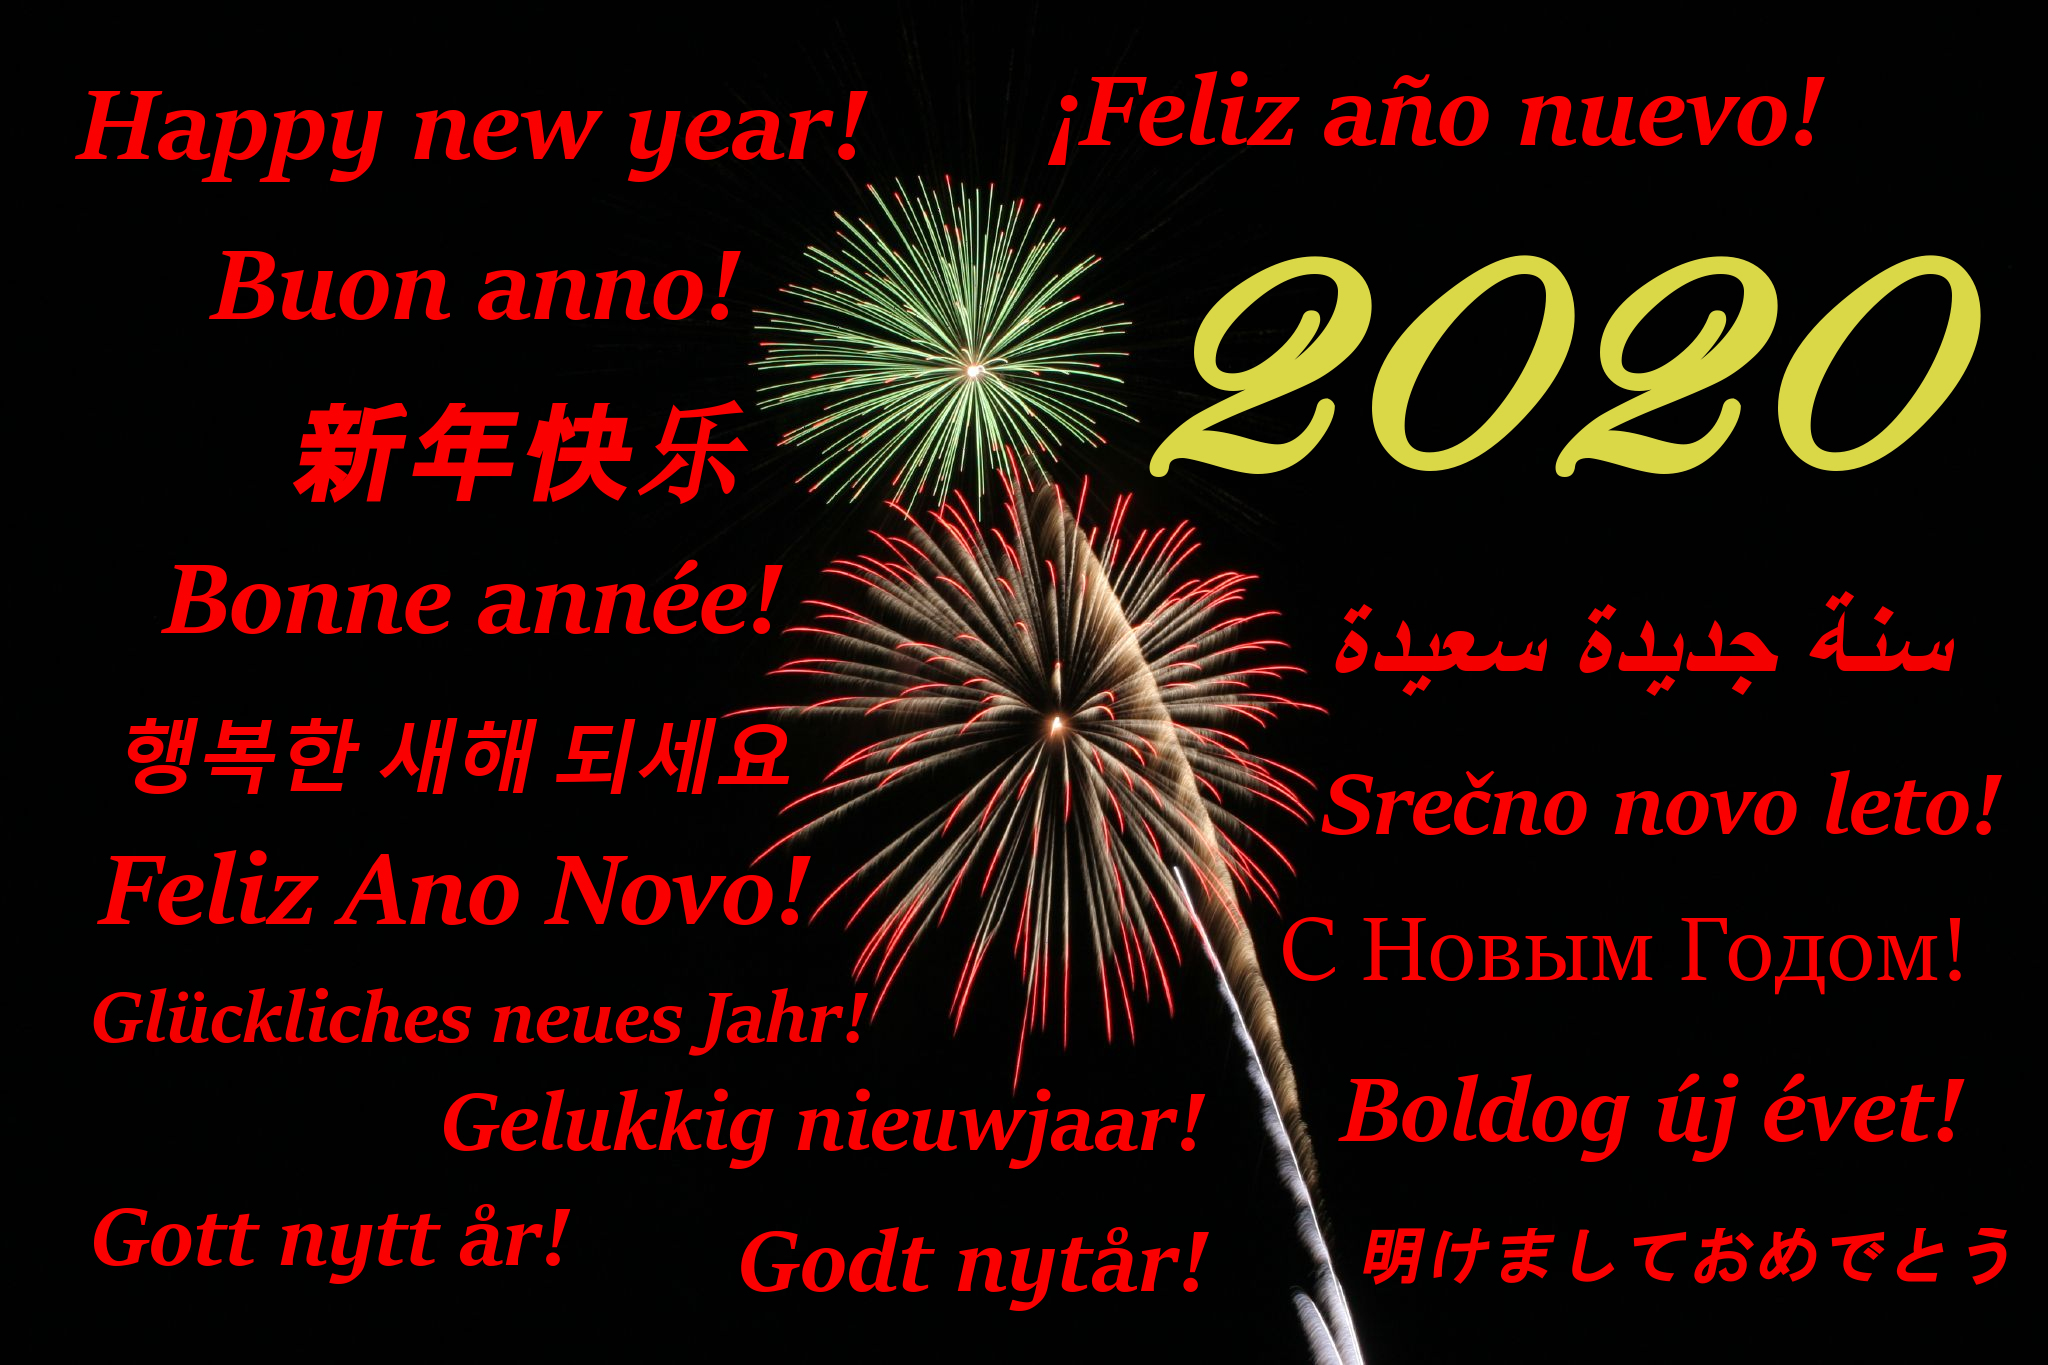 Happy new year!
¡Feliz año nuevo!
Buon anno!
2020
新年快乐
Bonne année!
سنة جديدة سعيدة
행복한 새해 되세요
Srečno novo leto!
Feliz Ano Novo!
С Новым Годом!
Glückliches neues Jahr!
Gelukkig nieuwjaar!
Boldog új évet!
Gott nytt år!
Godt nytår!
明けましておめでとう